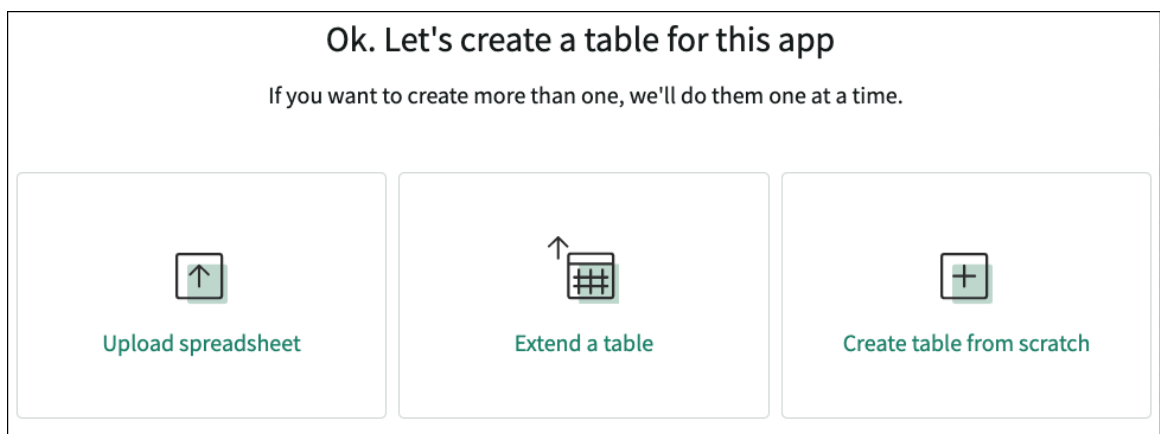 Ok. Let's create a table for this app
If you want to create more than one, we'll do them one at a time.
Upload spreadsheet
Extend a table
Create table from scratch